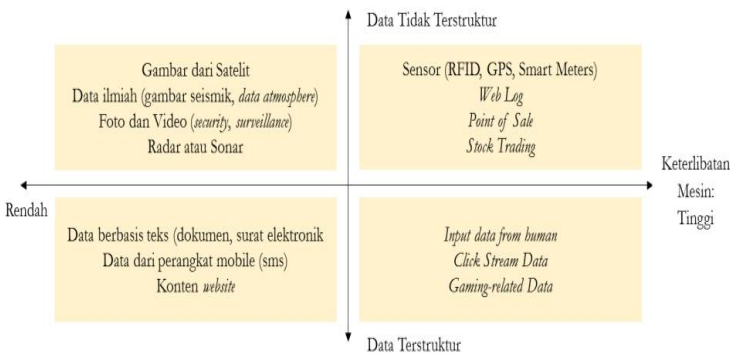 Data Tidak Terstruktur
Gambar dari Satelit
Data ilmiah (gambar seismik, data atmosphere)
Foto dan Video (security, surveillance)
Radar atau Sonar
Sensor (RFID, GPS, Smart Meters)
Web Log
Point of Sale
Stock Trading
Rendah
Keterlibatan
Mesin:
Tinggi
Data berbasis teks (dokumen, surat elektronik
Data dari perangkat mobile (sms)
Konten website
Input data from human
Click Stream Data
Gaming-related Data
Data Terstruktur